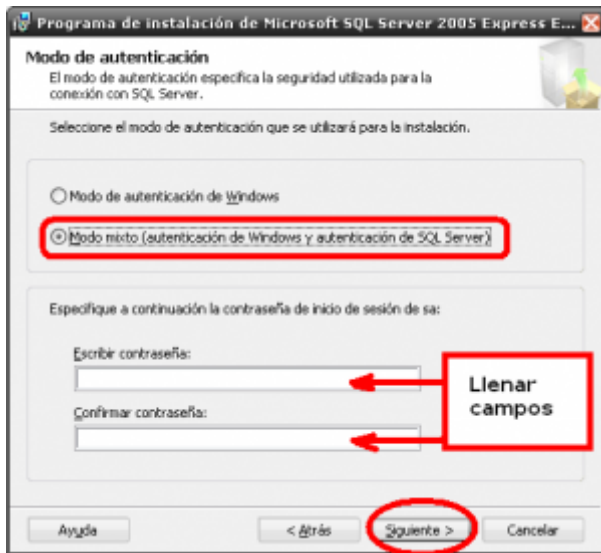 Programa de instalación de Microsoft SQL Server 2005 Express E...
Modo de autenticación
El modo de autenticación especifica la seguridad utilizada para la
conexión con SQL Server.
Seleccione el modo de autenticación que se utilizará para la instalación.
Modo de autenticación de Windows
Modo mixto (autenticación de Windows y autenticación de SQL Server)
Especifique a continuación la contraseña de inicio de sesión de sa:
Escribir contraseña:
Confirmar contraseña:
Llenar
campos
Ayuda
< Atrás
Siguiente >
Cancelar